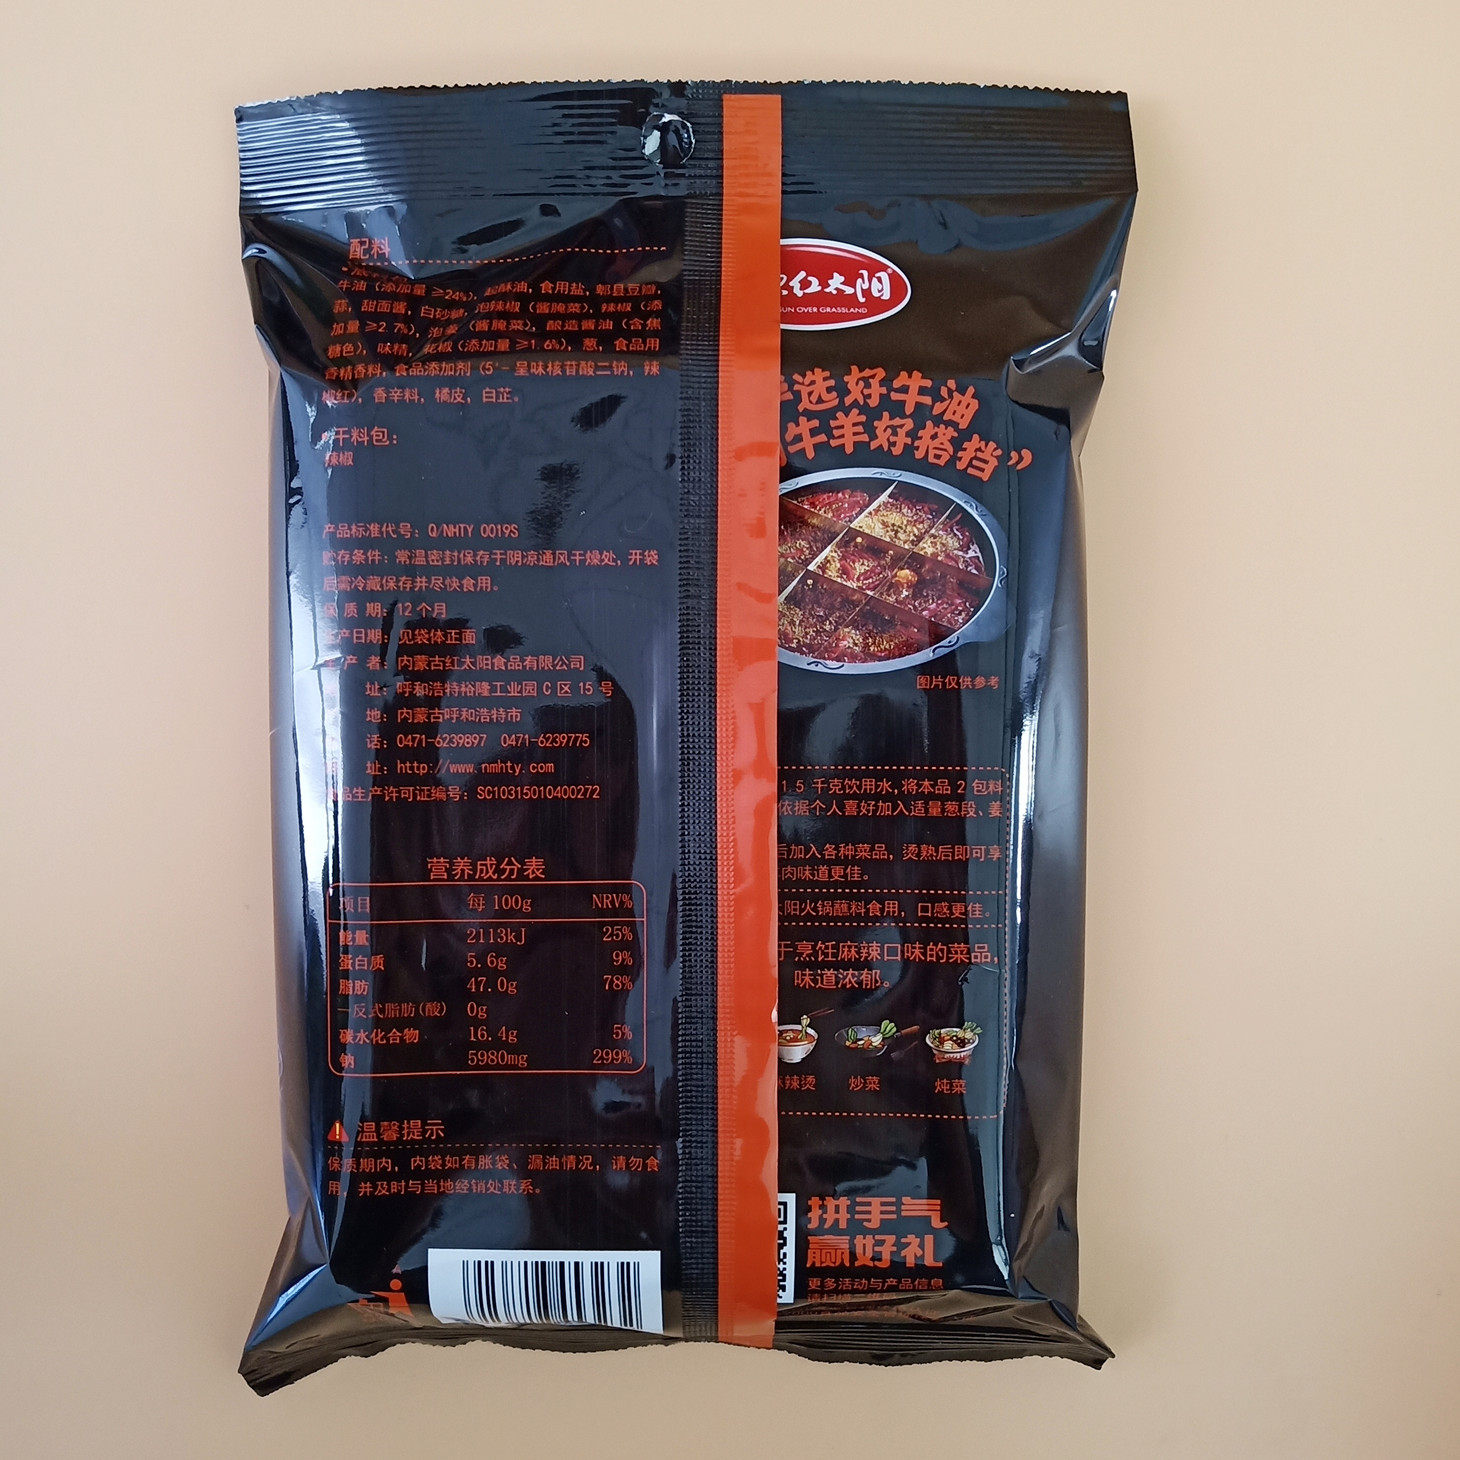 配料
牛油（添加量≥24%），酸酥油，食用盐，郫县豆瓣，
蒜，甜面酱，白砂糖，泡辣椒（酱腌菜），辣椒（添
加量≥2.7%），泡姜（酱腌菜），酿造酱油（含焦
糖色），味精，花椒（添加量≥1.6%），葱，食品用
香精香料，食品添加剂（5'-呈味核苷酸二钠，辣
椒红），香辛料，橘皮，白芷。
干料包：
辣椒
产品标准代号：Q/NHTY 0019S
贮存条件：常温密封保存于阴凉通风干燥处，开袋
后需冷藏保存并尽快食用。
保质期：12个月
生产日期：见袋体正面
生产者：内蒙古红太阳食品有限公司
址：呼和浩特裕隆工业园 C 区 15 号
地：内蒙古呼和浩特市
话：0471-6239897 0471-6239775
址：http://www.nmhty.com
食品生产许可证编号：SC10315010400272
营养成分表
项目 每100g NRV%
能量 2113kJ 25%
蛋白质 5.6g 9%
脂肪 47.0g 78%
—反式脂肪(酸) 0g
碳水化合物 16.4g 5%
钠 5980mg 299%
温馨提示
保质期内，内袋如有胀袋、漏油情况，请勿食
用，并及时与当地经销处联系。
红太阳®
SUN OVER GRASSLAND
选好牛油
牛羊好搭挡”
图片仅供参考
1.5 千克饮用水,将本品 2 包料
依据个人喜好加入适量葱段、姜
后加入各种菜品，烫熟后即可享
肉味道更佳。
太阳火锅蘸料食用，口感更佳。
于烹饪麻辣口味的菜品，
味道浓郁。
麻辣烫 炒菜 炖菜
拼手气
赢好礼
更多活动与产品信息